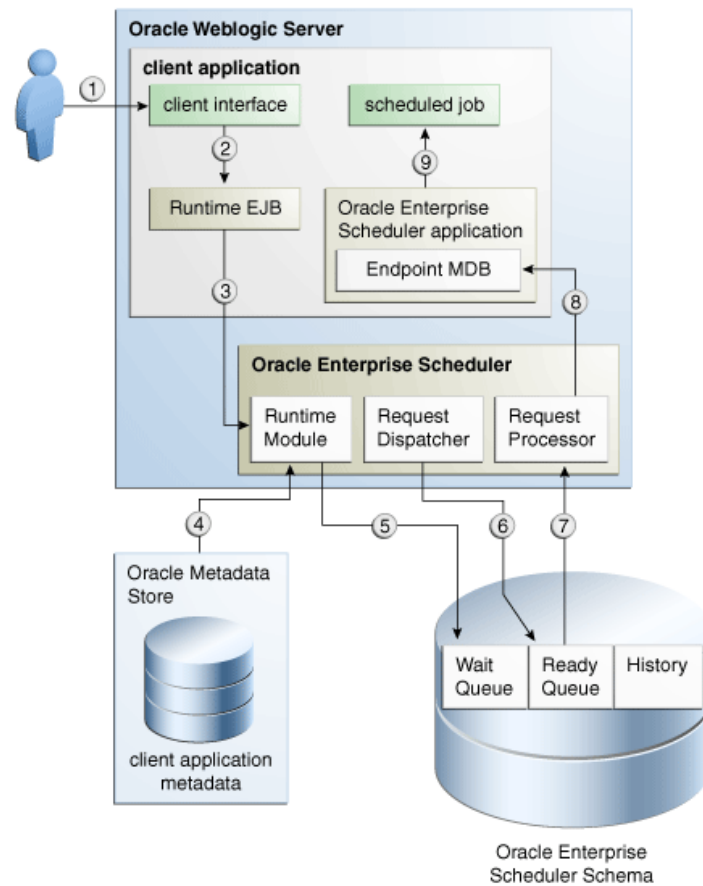 Oracle Weblogic Server
client application
1
client interface
scheduled job
2
9
Runtime EJB
Oracle Enterprise
Scheduler application
Endpoint MDB
3
8
Oracle Enterprise Scheduler
Runtime
Module
Request
Dispatcher
Request
Processor
4
5
6
7
Oracle Metadata
Store
client application
metadata
Wait
Queue
Ready
Queue
History
Oracle Enterprise
Scheduler Schema